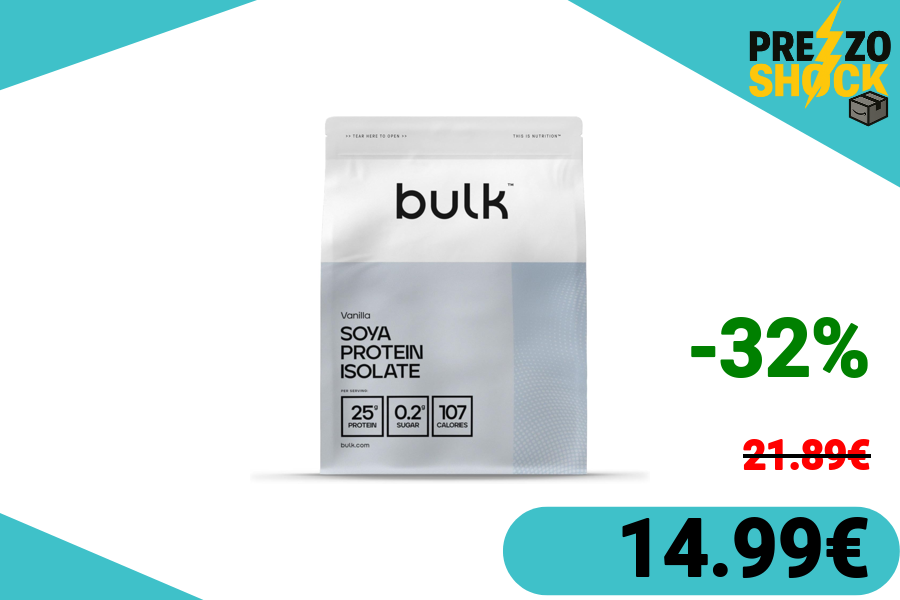 PREZZO
SHOCK
<< TEAR HERE TO OPEN <<
THIS IS NUTRITION™
bulk™
Vanilla
SOYA
PROTEIN
ISOLATE
PER SERVING:
25g PROTEIN
0.2g SUGAR
107 CALORIES
bulk.com
-32%
21.89€
14.99€